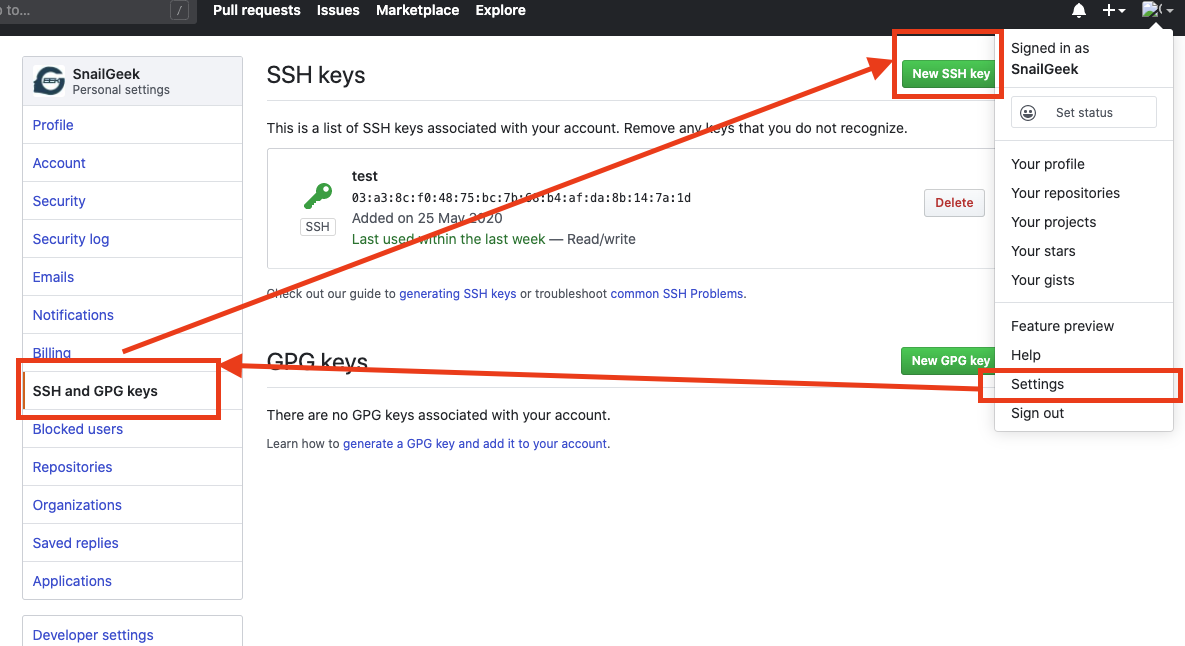 o to...
/
Pull requests
Issues
Marketplace
Explore
SnailGeek
Personal settings
Profile
Account
Security
Security log
Emails
Notifications
Billing
SSH and GPG keys
Blocked users
Repositories
Organizations
Saved replies
Applications
Developer settings
SSH keys
New SSH key
This is a list of SSH keys associated with your account. Remove any keys that you do not recognize.
SSH
test
03:a3:8c:f0:48:75:bc:7b:68:b4:af:da:8b:14:7a:1d
Added on 25 May 2020
Last used within the last week — Read/write
Delete
Check out our guide to generating SSH keys or troubleshoot common SSH Problems.
GPG keys
New GPG key
There are no GPG keys associated with your account.
Learn how to generate a GPG key and add it to your account.
Signed in as
SnailGeek
Set status
Your profile
Your repositories
Your projects
Your stars
Your gists
Feature preview
Help
Settings
Sign out